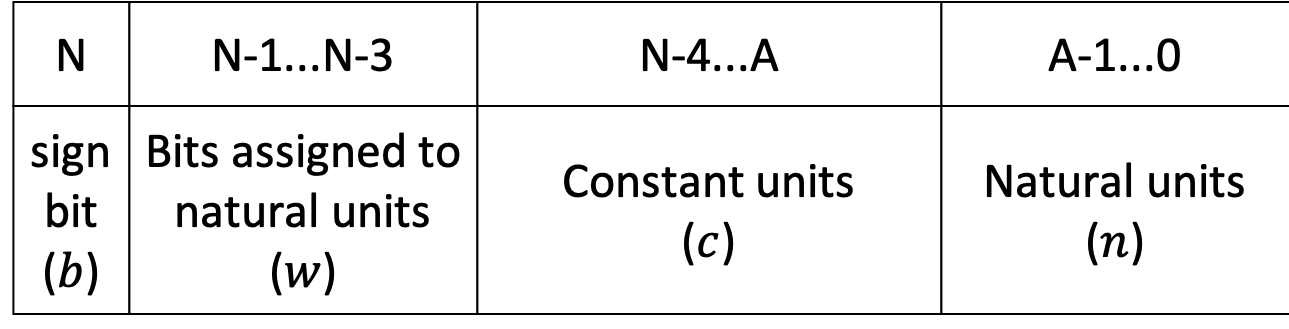 N N-1...N-3 N-4...A A-1...0
sign bit (b) Bits assigned to natural units (w) Constant units (c) Natural units (n)